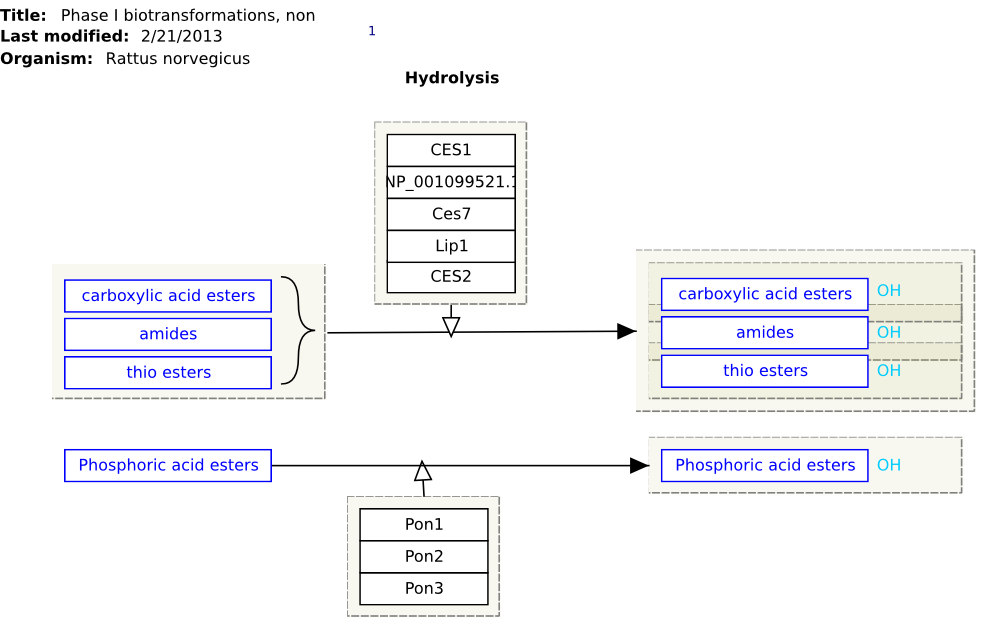 Title: Phase I biotransformations, non
Last modified: 2/21/2013
Organism: Rattus norvegicus
1
Hydrolysis
CES1
NP_001099521.1
Ces7
Lip1
CES2
carboxylic acid esters
amides
thio esters
carboxylic acid esters OH
amides OH
thio esters OH
Phosphoric acid esters
Phosphoric acid esters OH
Pon1
Pon2
Pon3